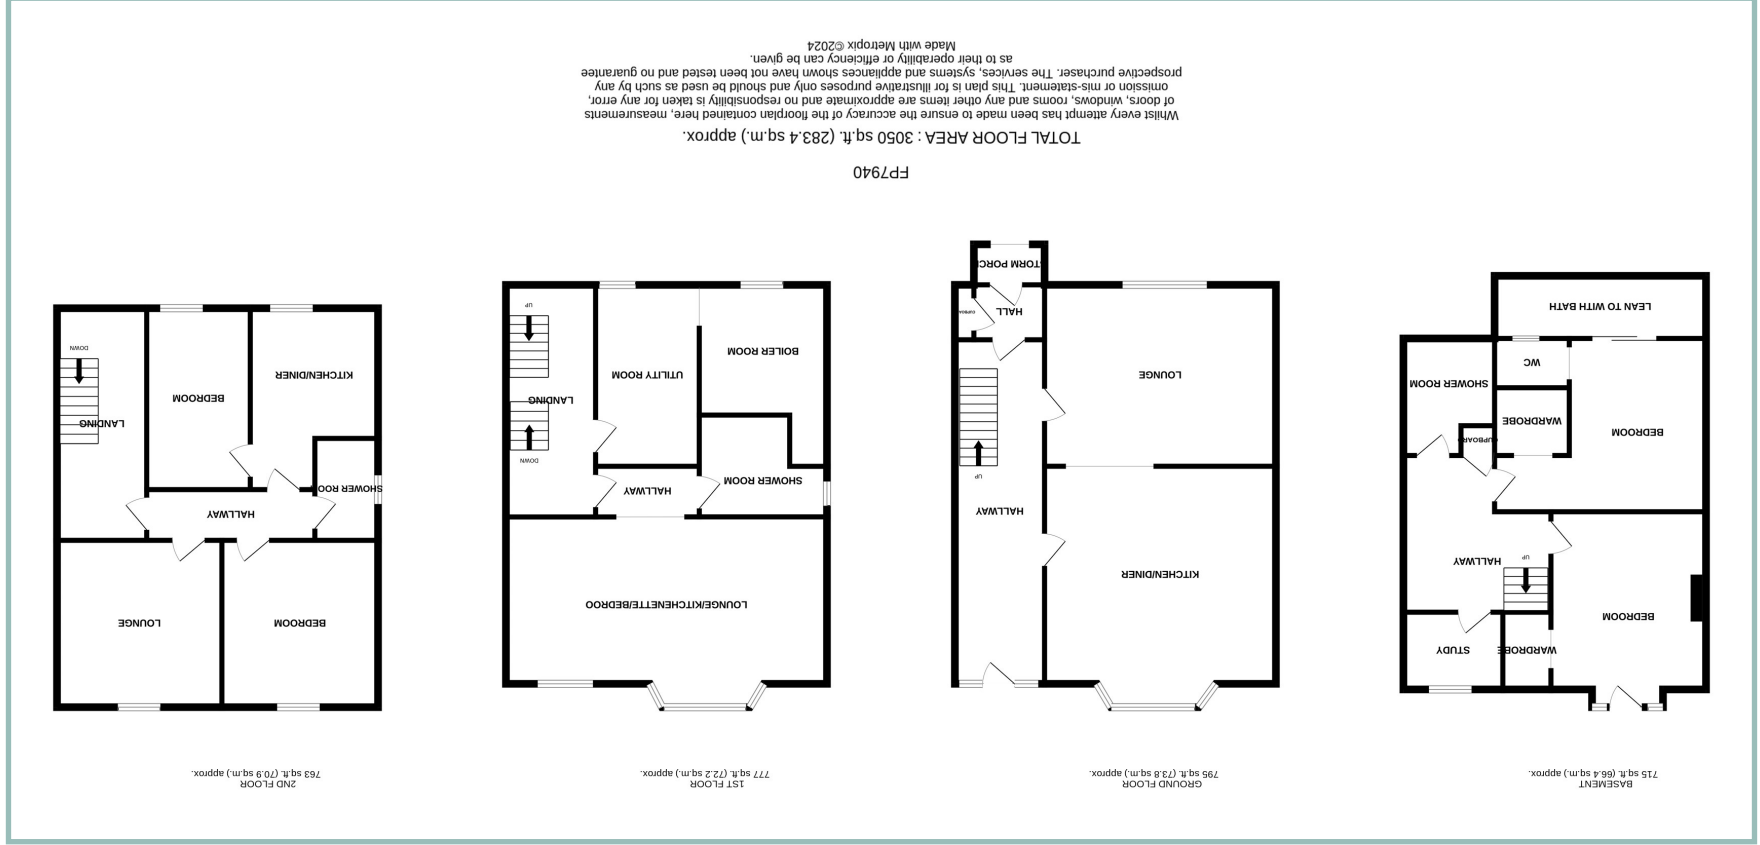 BASEMENT
715 sq.ft. (66.4 sq.m.) approx.
STUDY
WARDROBE
BEDROOM
UP
HALLWAY
BEDROOM
CUPBOARD
WARDROBE
SHOWER ROOM
WC
LEAN TO WITH BATH
GROUND FLOOR
795 sq.ft. (73.8 sq.m.) approx.
KITCHEN/DINER
HALLWAY
UP
LOUNGE
HALL
STORM PORC
1ST FLOOR
777 sq.ft. (72.2 sq.m.) approx.
LOUNGE/KITCHENETTE/BEDROO
HALLWAY
SHOWER ROOM
DOWN
LANDING
UTILITY ROOM
BOILER ROOM
UP
2ND FLOOR
763 sq.ft. (70.9 sq.m.) approx.
BEDROOM
LOUNGE
HALLWAY
SHOWER ROO
LANDING
BEDROOM
KITCHEN/DINER
DOWN
FP7940
TOTAL FLOOR AREA : 3050 sq.ft. (283.4 sq.m.) approx.
Whilst every attempt has been made to ensure the accuracy of the floorplan contained here, measurements
of doors, windows, rooms and any other items are approximate and no responsibility is taken for any error,
omission or mis-statement. This plan is for illustrative purposes only and should be used as such by any
prospective purchaser. The services, systems and appliances shown have not been tested and no guarantee
as to their operability or efficiency can be given.
Made with Metropix ©2024